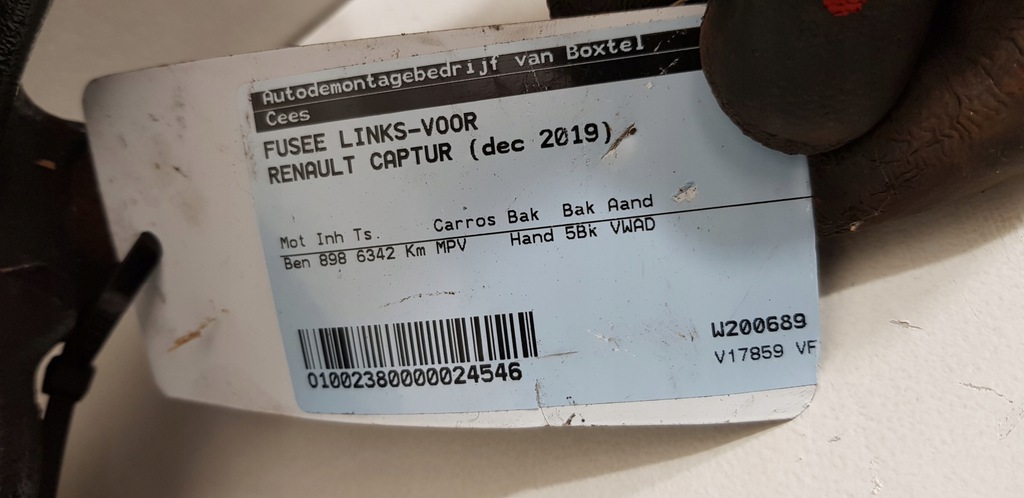 Autodemontagebedrijf van Boxtel
Cees
FUSEE LINKS-VOOR
RENAULT CAPTUR (dec 2019)
Mot Inh Ts. Carros Bak Bak Aand
Ben 898 6342 Km MPV Hand 5Bk VWAD
01002380000024546
W200689
V17859 VF